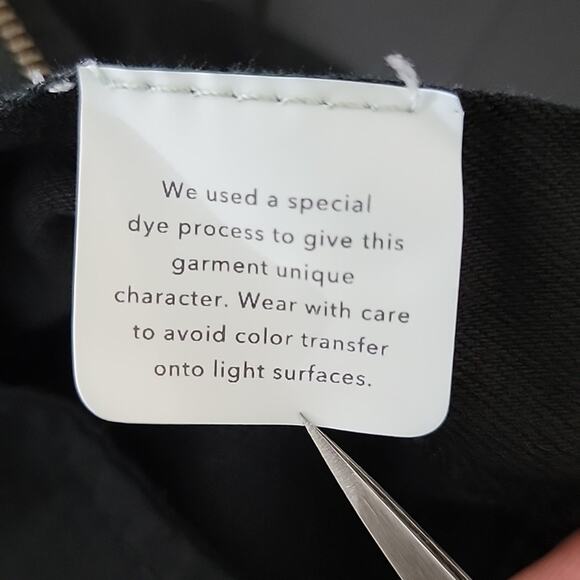 We used a special
dye process to give this
garment unique
character. Wear with care
to avoid color transfer
onto light surfaces.